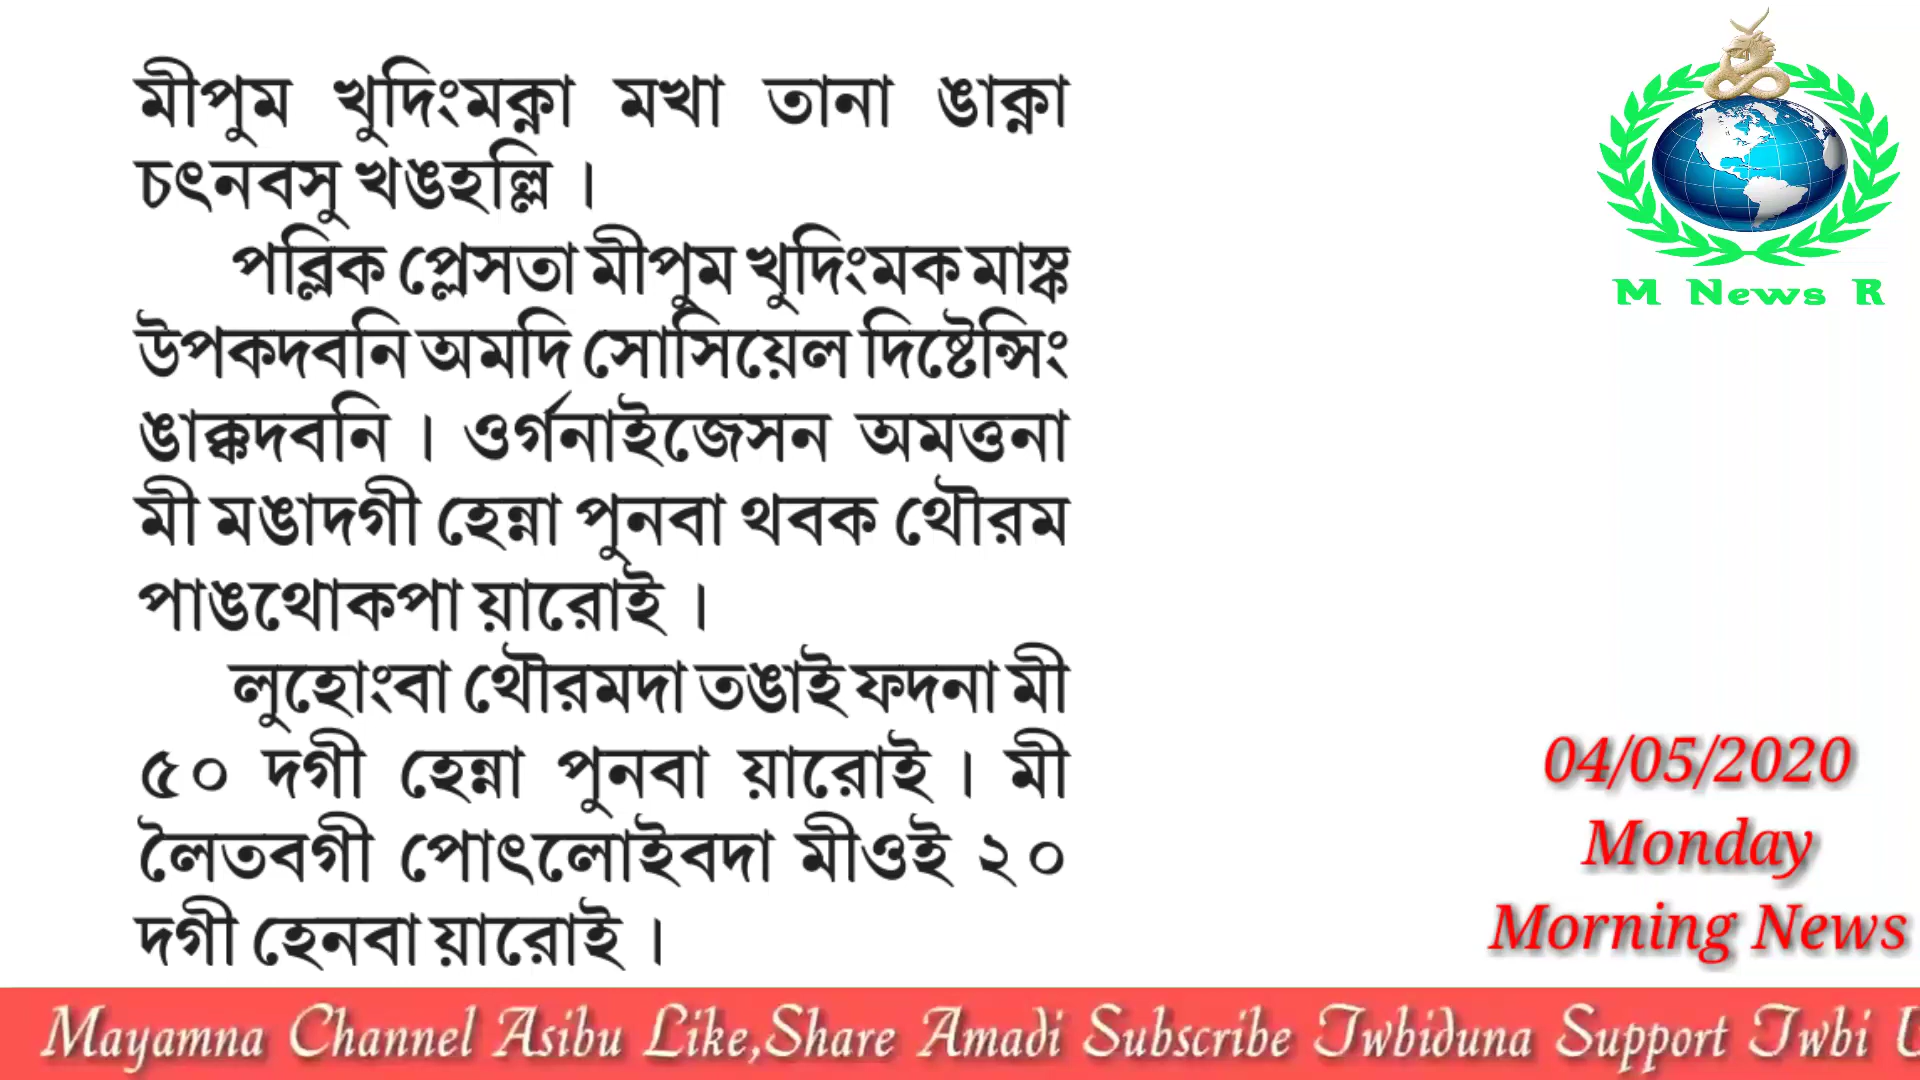 মীপুম খুদিংমক্না মখা তানা ঙাক্না
চৎনবসু খঙহল্লি ।
পব্লিক প্লেসতা মীপুম খুদিংমক মাস্ক
উপকদবনি অমদি সোসিয়েল দিষ্টেন্সিং
ঙাক্কদবনি । ওর্গনাইজেসন অমত্তনা
মী মঙাদগী হেন্না পুনবা থবক থৌরম
পাঙথোকপা য়ারোই ।
লুহোংবা থৌরমদা তঙাইফদনা মী
৫০ দগী হেন্না পুনবা য়ারোই । মী
লৈতবগী পোৎলোইবদা মীওই ২০
দগী হেনবা য়ারোই ।
M News R
04/05/2020
Monday
Morning News
Mayamna Channel Asibu Like,Share Amadi Subscribe Twbiduna Support Twbi